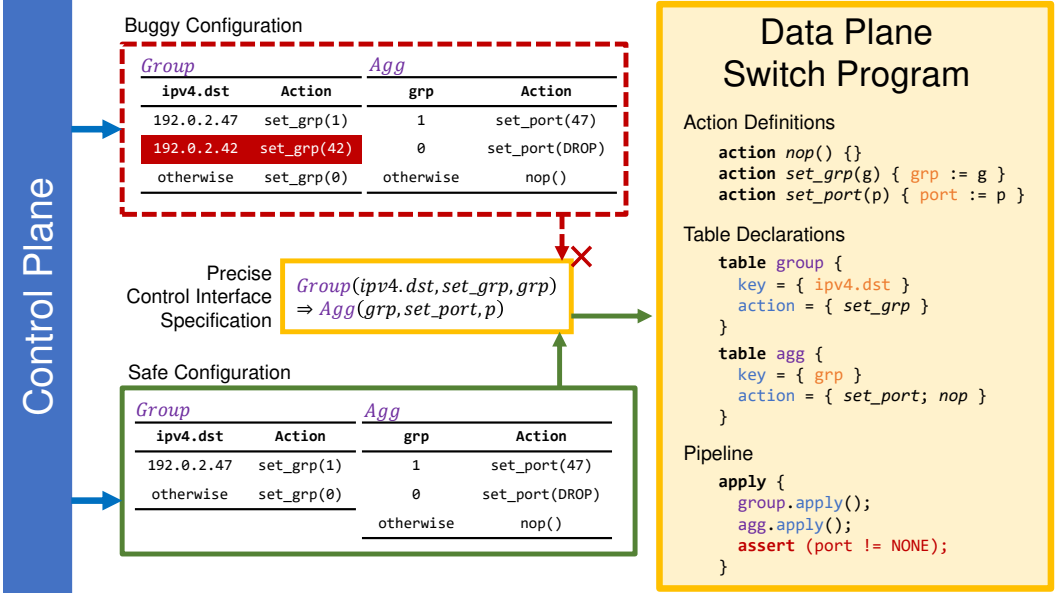 Control Plane
Buggy Configuration
Group Agg
ipv4.dst Action grp Action
192.0.2.47 set_grp(1) 1 set_port(47)
192.0.2.42 set_grp(42) 0 set_port(DROP)
otherwise set_grp(0) otherwise nop()
Precise
Control Interface
Specification
Group(ipv4.dst, set_grp, grp)
⇒ Agg(grp, set_port, p)
Safe Configuration
Group Agg
ipv4.dst Action grp Action
192.0.2.47 set_grp(1) 1 set_port(47)
otherwise set_grp(0) 0 set_port(DROP)
otherwise nop()
Data Plane
Switch Program
Action Definitions
action nop() {}
action set_grp(g) { grp := g }
action set_port(p) { port := p }
Table Declarations
table group {
key = { ipv4.dst }
action = { set_grp }
}
table agg {
key = { grp }
action = { set_port; nop }
}
Pipeline
apply {
group.apply();
agg.apply();
assert (port != NONE);
}